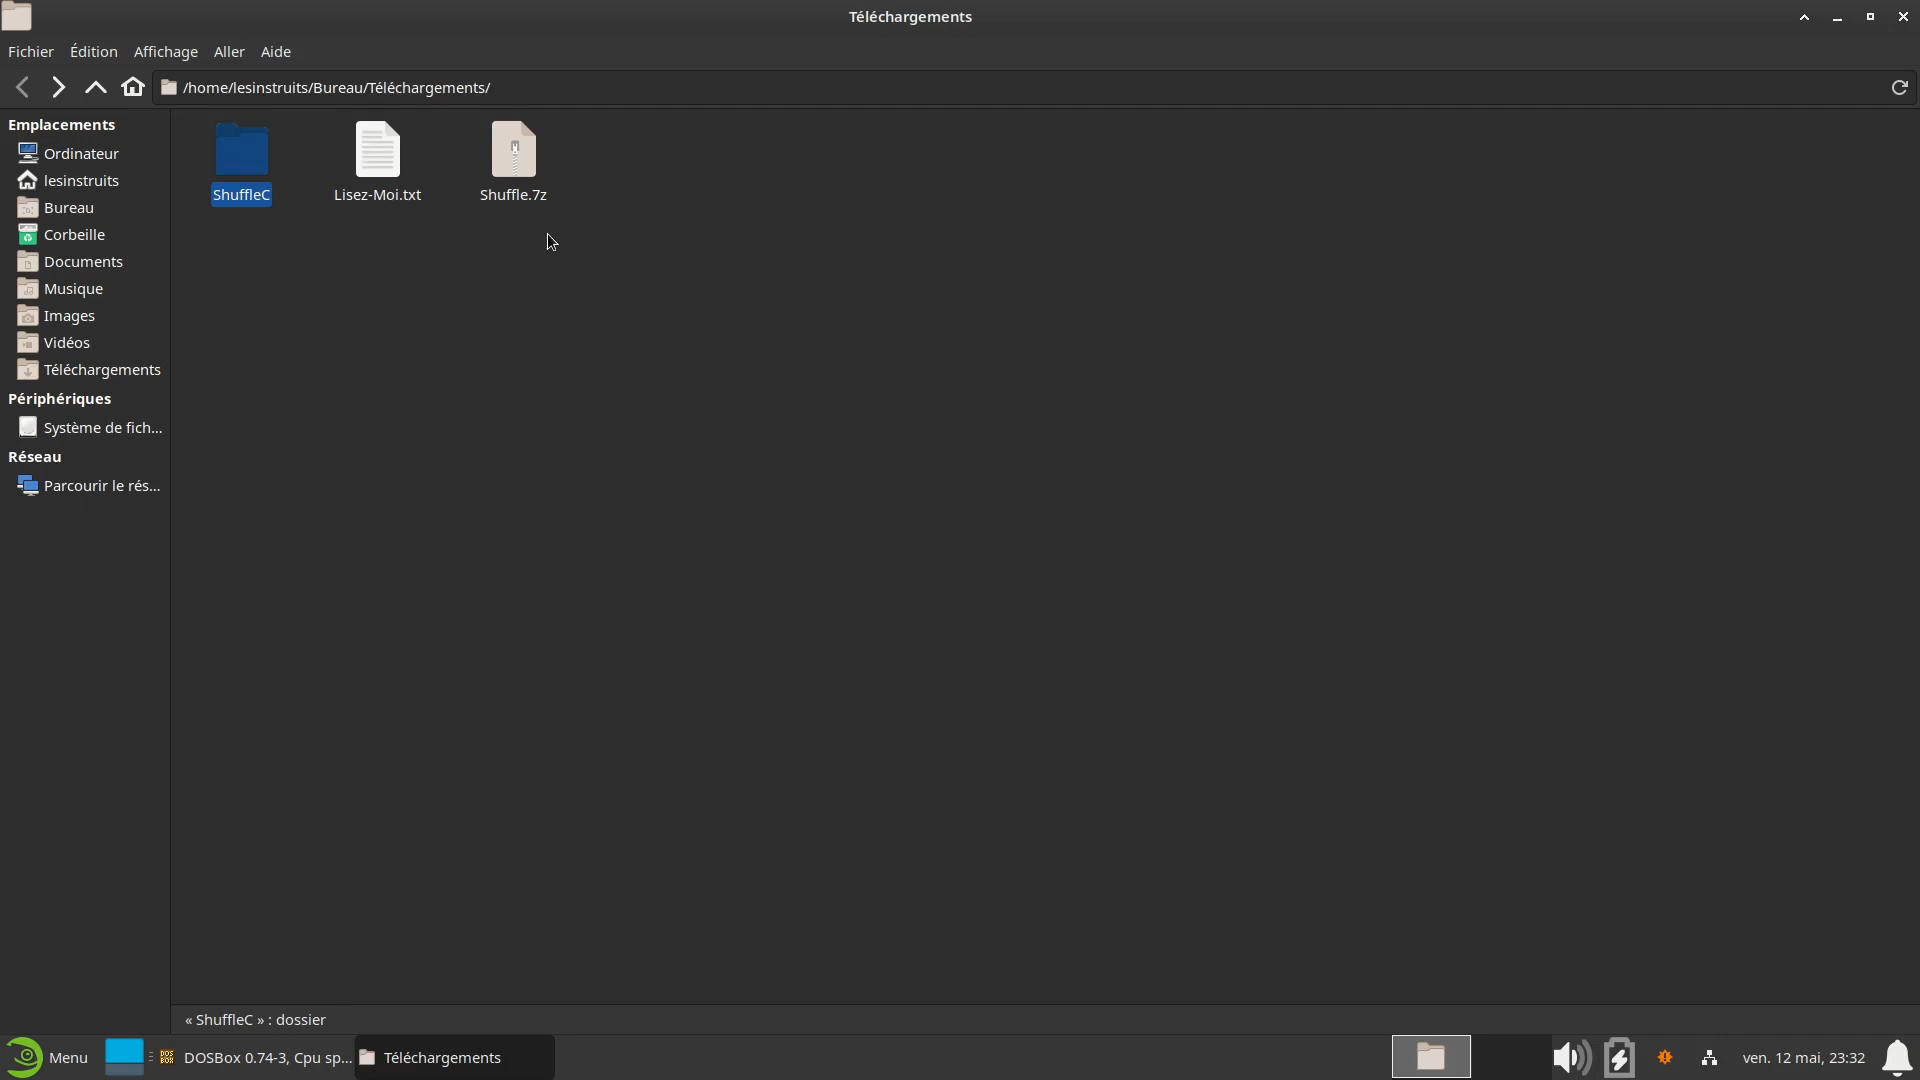 Téléchargements
Fichier Édition Affichage Aller Aide
/home/lesinstruits/Bureau/Téléchargements/
Emplacements
Ordinateur
lesinstruits
Bureau
Corbeille
Documents
Musique
Images
Vidéos
Téléchargements
Périphériques
Système de fich...
Réseau
Parcourir le rés...
ShuffleC
Lisez-Moi.txt
Shuffle.7z
« ShuffleC » : dossier
Menu
DOS BOX
DOSBox 0.74-3, Cpu sp...
Téléchargements
ven. 12 mai, 23:32